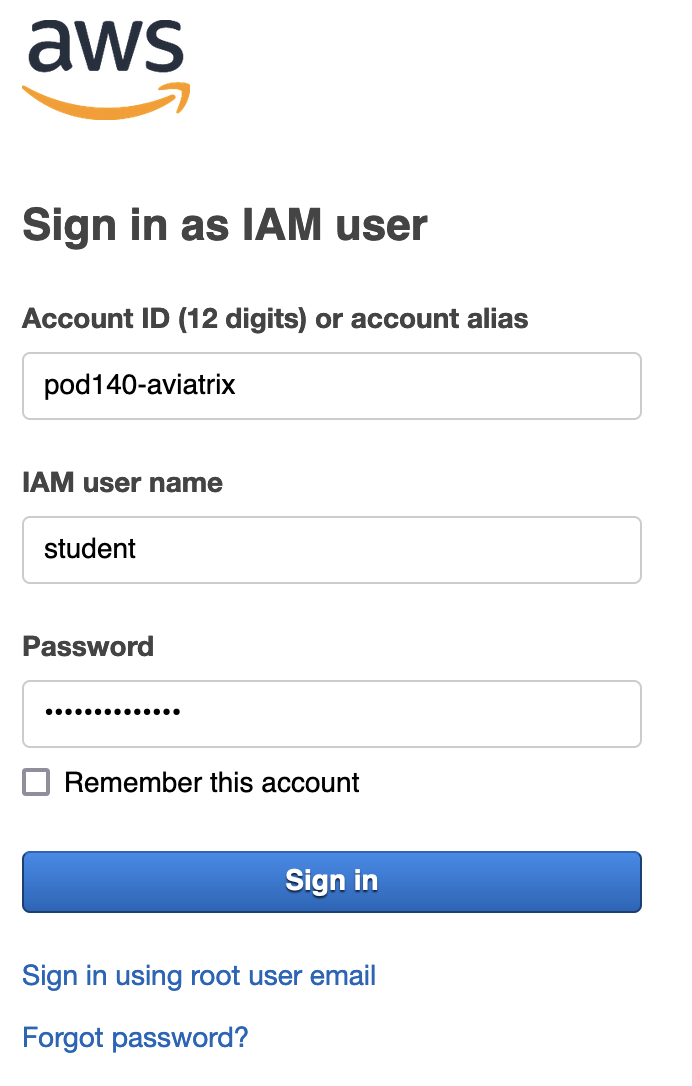 aws
Sign in as IAM user
Account ID (12 digits) or account alias
pod140-aviatrix
IAM user name
student
Password
••••••••••••••
Remember this account
Sign in
Sign in using root user email
Forgot password?